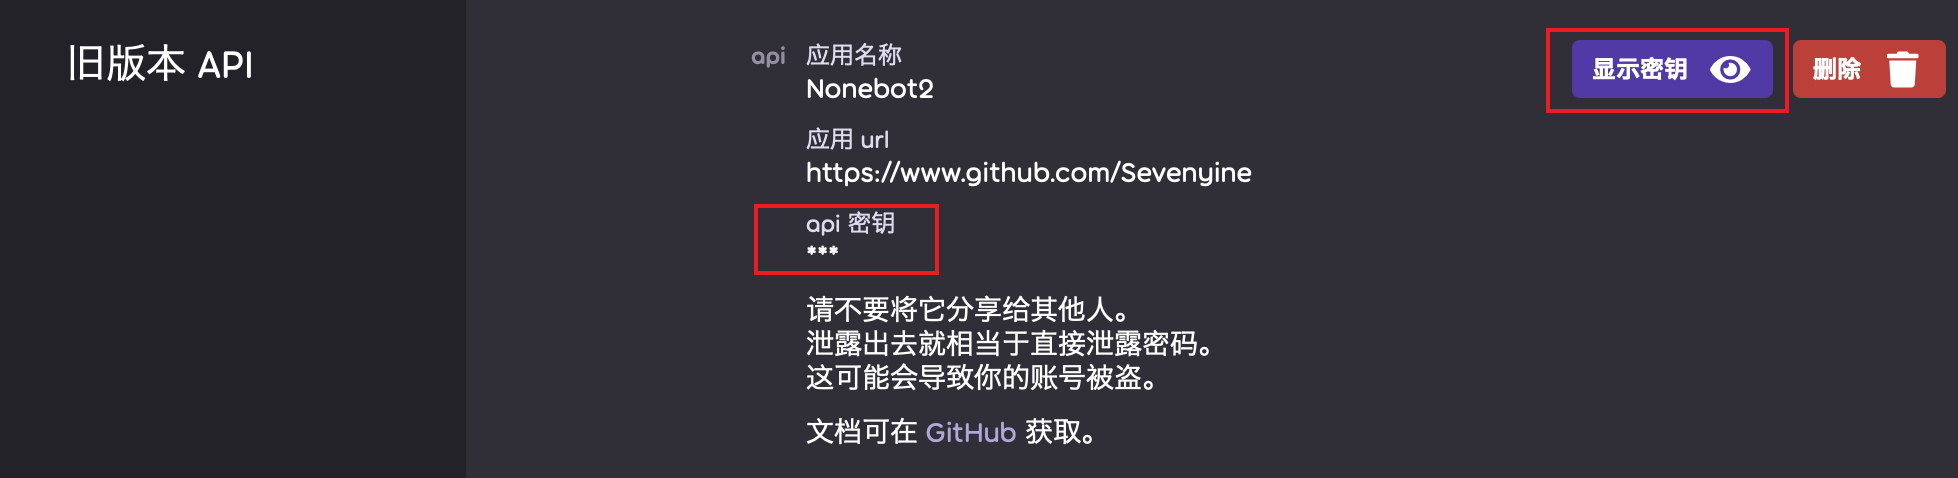 旧版本 API
api 应用名称
Nonebot2
应用 url
https://www.github.com/Sevenyine
api 密钥
***
请不要将它分享给其他人。
泄露出去就相当于直接泄露密码。
这可能会导致你的账号被盗。
文档可在 GitHub 获取。
显示密钥
删除